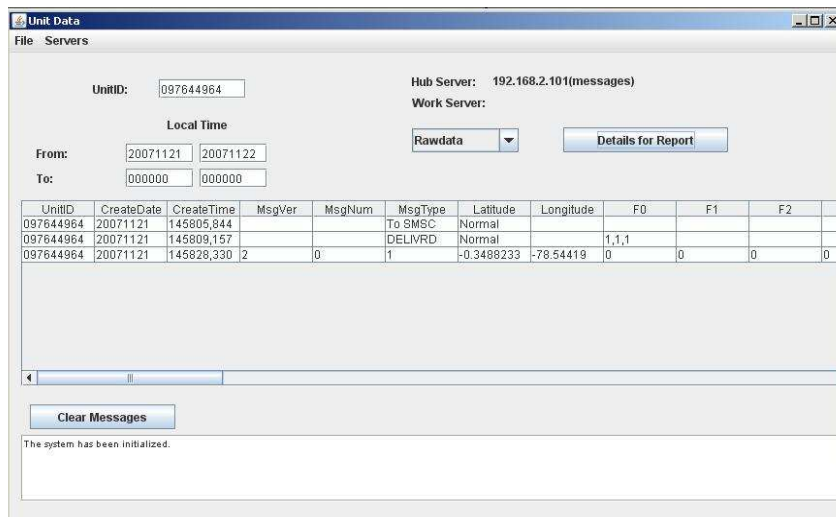 Unit Data
File Servers
UnitID: 097644964
Hub Server: 192.168.2.101(messages)
Work Server:
Local Time
Rawdata
Details for Report
From: 20071121 20071122
To: 000000 000000
UnitID CreateDate CreateTime MsgVer MsgNum MsgType Latitude Longitude F0 F1 F2
097644964 20071121 145805,844 To SMSC Normal
097644964 20071121 145809,157 DELIVRD Normal 1,1,1
097644964 20071121 145828,330 2 0 1 -0.3488233 -78.54419 0 0 0 0
Clear Messages
The system has been initialized.